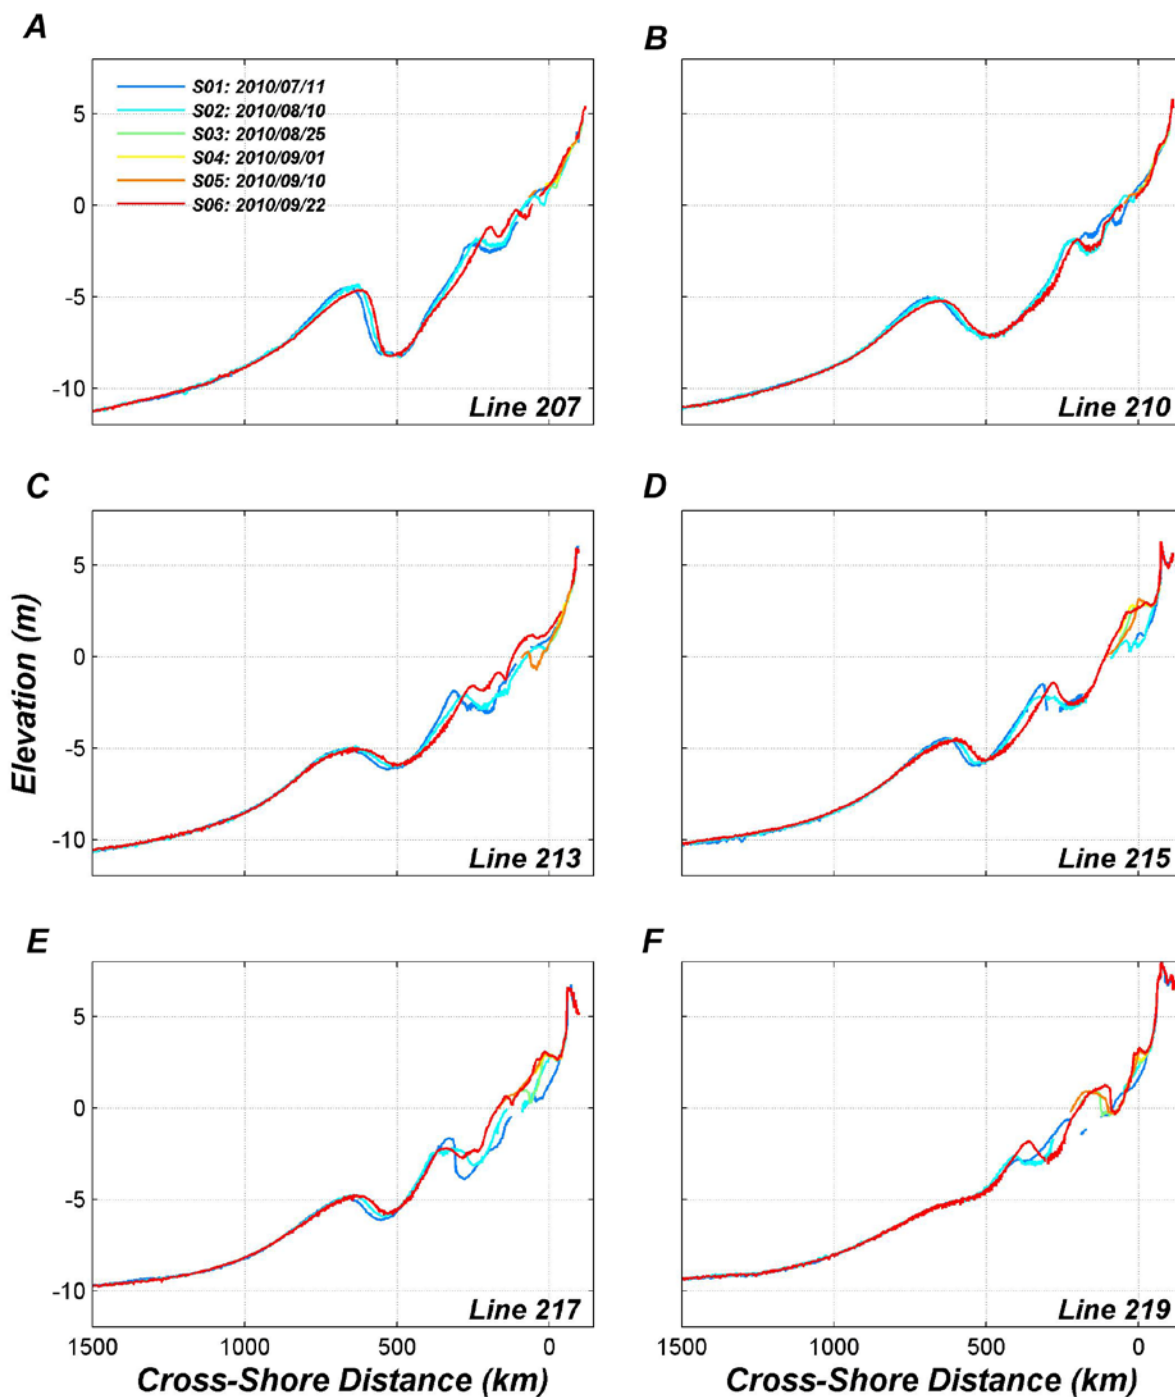 A
B
S01: 2010/07/11
S02: 2010/08/10
S03: 2010/08/25
S04: 2010/09/01
S05: 2010/09/10
S06: 2010/09/22
5
0
-5
-10
Line 207
Line 210
C
D
5
0
-5
-10
Elevation (m)
Line 213
Line 215
E
F
5
0
-5
-10
Line 217
Line 219
1500 1000 500 0
1500 1000 500 0
Cross-Shore Distance (km)
Cross-Shore Distance (km)